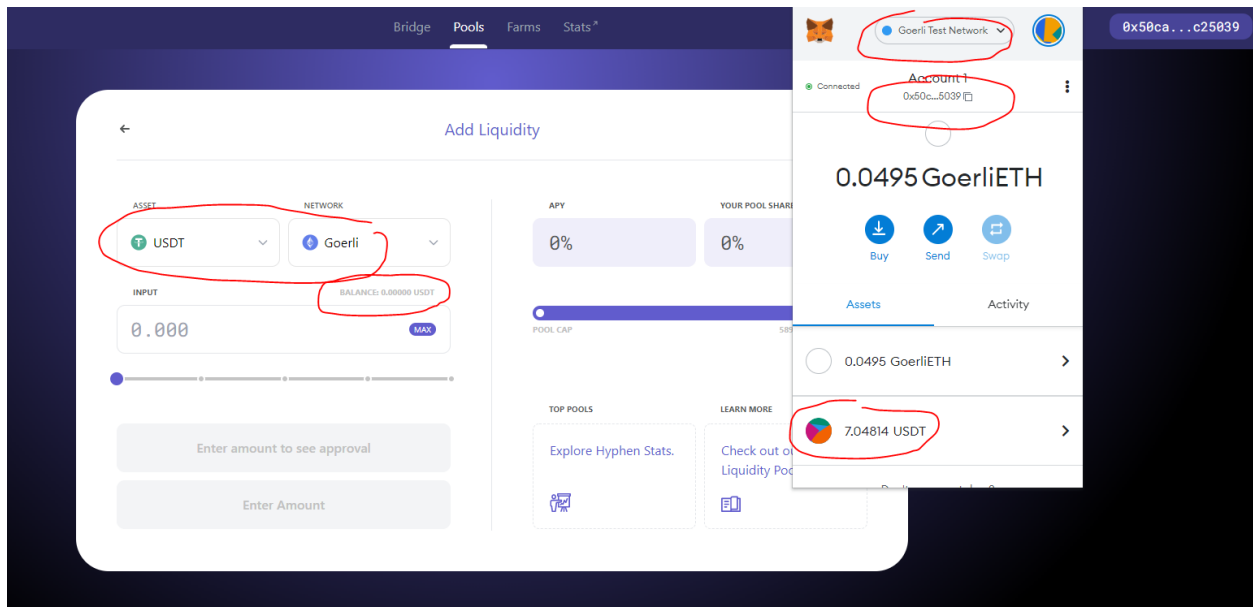 Bridge Pools Farms Stats↗
0x50ca...c25039
Goerli Test Network
Connected
Account 1
0x50c...5039
0.0495 GoerliETH
Buy Send Swap
Assets Activity
0.0495 GoerliETH
7.04814 USDT
Add Liquidity
ASSET NETWORK
USDT Goerli
INPUT BALANCE: 0.00000 USDT
0.000 MAX
Enter amount to see approval
Enter Amount
APY YOUR POOL SHARE
0% 0%
POOL CAP 589
TOP POOLS LEARN MORE
Explore Hyphen Stats.
Check out ou
Liquidity Poo